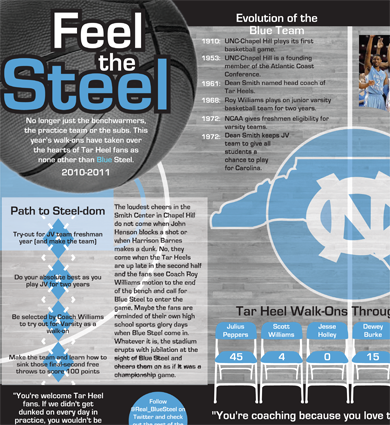 Feel
the
Steel
No longer just the benchwarmers,
the practice team or the subs. This
year's walk-ons have taken over
the hearts of Tar Heel fans as
none other than Blue Steel.
2010-2011
Evolution of the
Blue Team
1910: UNC-Chapel Hill plays its first
basketball game.
1953: UNC-Chapel Hill is a founding
member of the Atlantic Coast
Conference.
1961: Dean Smith named head coach of
Tar Heels.
1968: Roy Williams plays on junior varsity
basketball team for two years.
1972: NCAA gives freshmen eligibility for
varsity teams.
1972: Dean Smith keeps JV
team to give all
students a
chance to play
for Carolina.
Path to Steel-dom
Try-out for JV team freshman
year (and make the team)
Do your absolute best as you
play JV for two years
Be selected by Coach Williams
to try out for Varsity as a
walk-on
Make the team and learn how to
sink those final-second free
throws to score 100 points
The loudest cheers in the
Smith Center in Chapel Hill
do not come when John
Henson blocks a shot or
when Harrison Barnes
makes a dunk. No, they
come when the Tar Heels
are up late in the second half
and the fans see Coach Roy
Williams motion to the end
of the bench and call for
Blue Steel to enter the
game. Maybe the fans are
reminded of their own high
school sports glory days
when Blue Steel come in.
Whatever it is, the stadium
erupts with jubilation at the
sight of Blue Steel and
cheers them on as if it was a
championship game.
NC
Tar Heel Walk-Ons Throug
Julius
Peppers
Scott
Williams
Jesse
Holley
Dewey
Burke
45
4
0
15
"You're welcome Tar Heel
fans. If we didn't get
dunked on every day in
practice, you wouldn't be
Follow
@Real_BlueSteel on
Twitter and check
out the rest of the
"You're coaching because you love t